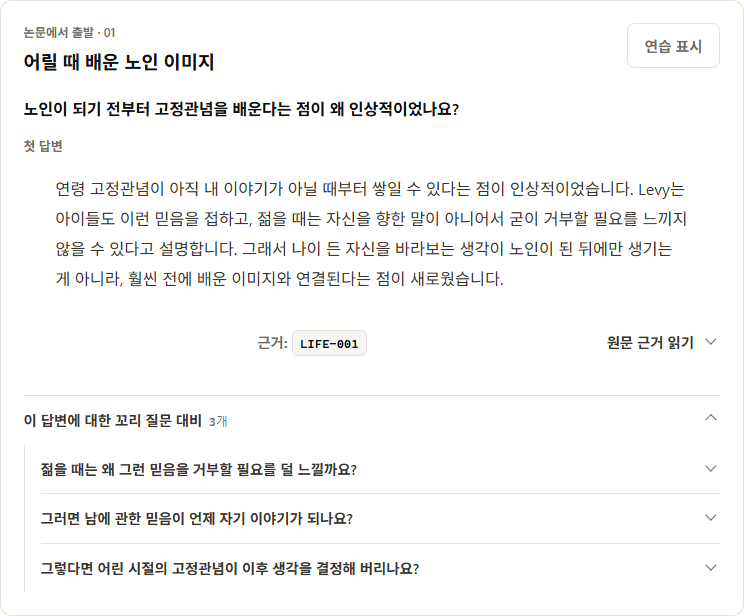 논문에서 출발 · 01
어릴 때 배운 노인 이미지
연습 표시
노인이 되기 전부터 고정관념을 배운다는 점이 왜 인상적이었나요?
첫 답변
연령 고정관념이 아직 내 이야기가 아닐 때부터 쌓일 수 있다는 점이 인상적이었습니다. Levy는
아이들도 이런 믿음을 접하고, 젊을 때는 자신을 향한 말이 아니어서 굳이 거부할 필요를 느끼지
않을 수 있다고 설명합니다. 그래서 나이 든 자신을 바라보는 생각이 노인이 된 뒤에만 생기는
게 아니라, 훨씬 전에 배운 이미지와 연결된다는 점이 새로웠습니다.
근거: LIFE-001
원문 근거 읽기
이 답변에 대한 꼬리 질문 대비 3개
젊을 때는 왜 그런 믿음을 거부할 필요를 덜 느낄까요?
그러면 남에 관한 믿음이 언제 자기 이야기가 되나요?
그렇다면 어린 시절의 고정관념이 이후 생각을 결정해 버리나요?